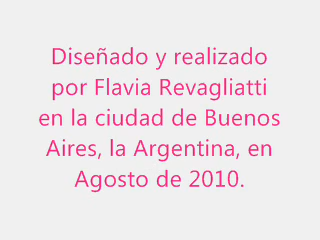 Diseñado y realizado
por Flavia Revagliatti
en la ciudad de Buenos
Aires, la Argentina, en
Agosto de 2010.